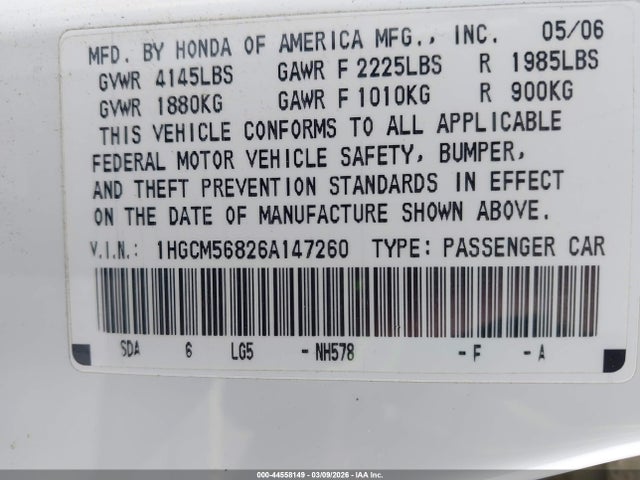 MFD. BY HONDA OF AMERICA MFG., INC. 05/06
GVWR 4145LBS GAWR F 2225LBS R 1985LBS
GVWR 1880KG GAWR F 1010KG R 900KG
THIS VEHICLE CONFORMS TO ALL APPLICABLE
FEDERAL MOTOR VEHICLE SAFETY, BUMPER,
AND THEFT PREVENTION STANDARDS IN EFFECT
ON THE DATE OF MANUFACTURE SHOWN ABOVE.
V.I.N.: 1HGCM56826A147260 TYPE: PASSENGER CAR
SDA 6 LG5 - NH578 - F - A
000-44558149 - 03/09/2026 - IAA Inc.